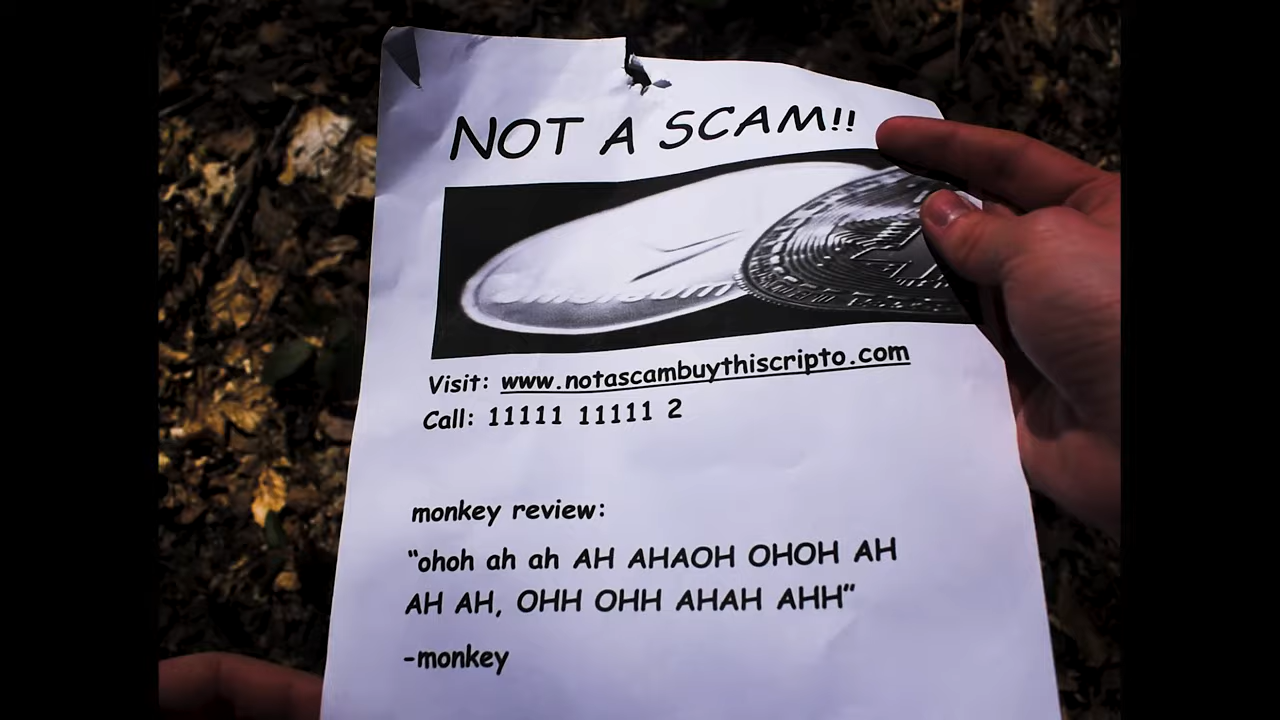 NOT A SCAM!!
Visit: www.notascambuythiscripto.com
Call: 11111 11111 2
monkey review:
“ohoh ah ah AH AHAOH OHOH AH
AH AH, OHH OHH AHAH AHH”
-monkey